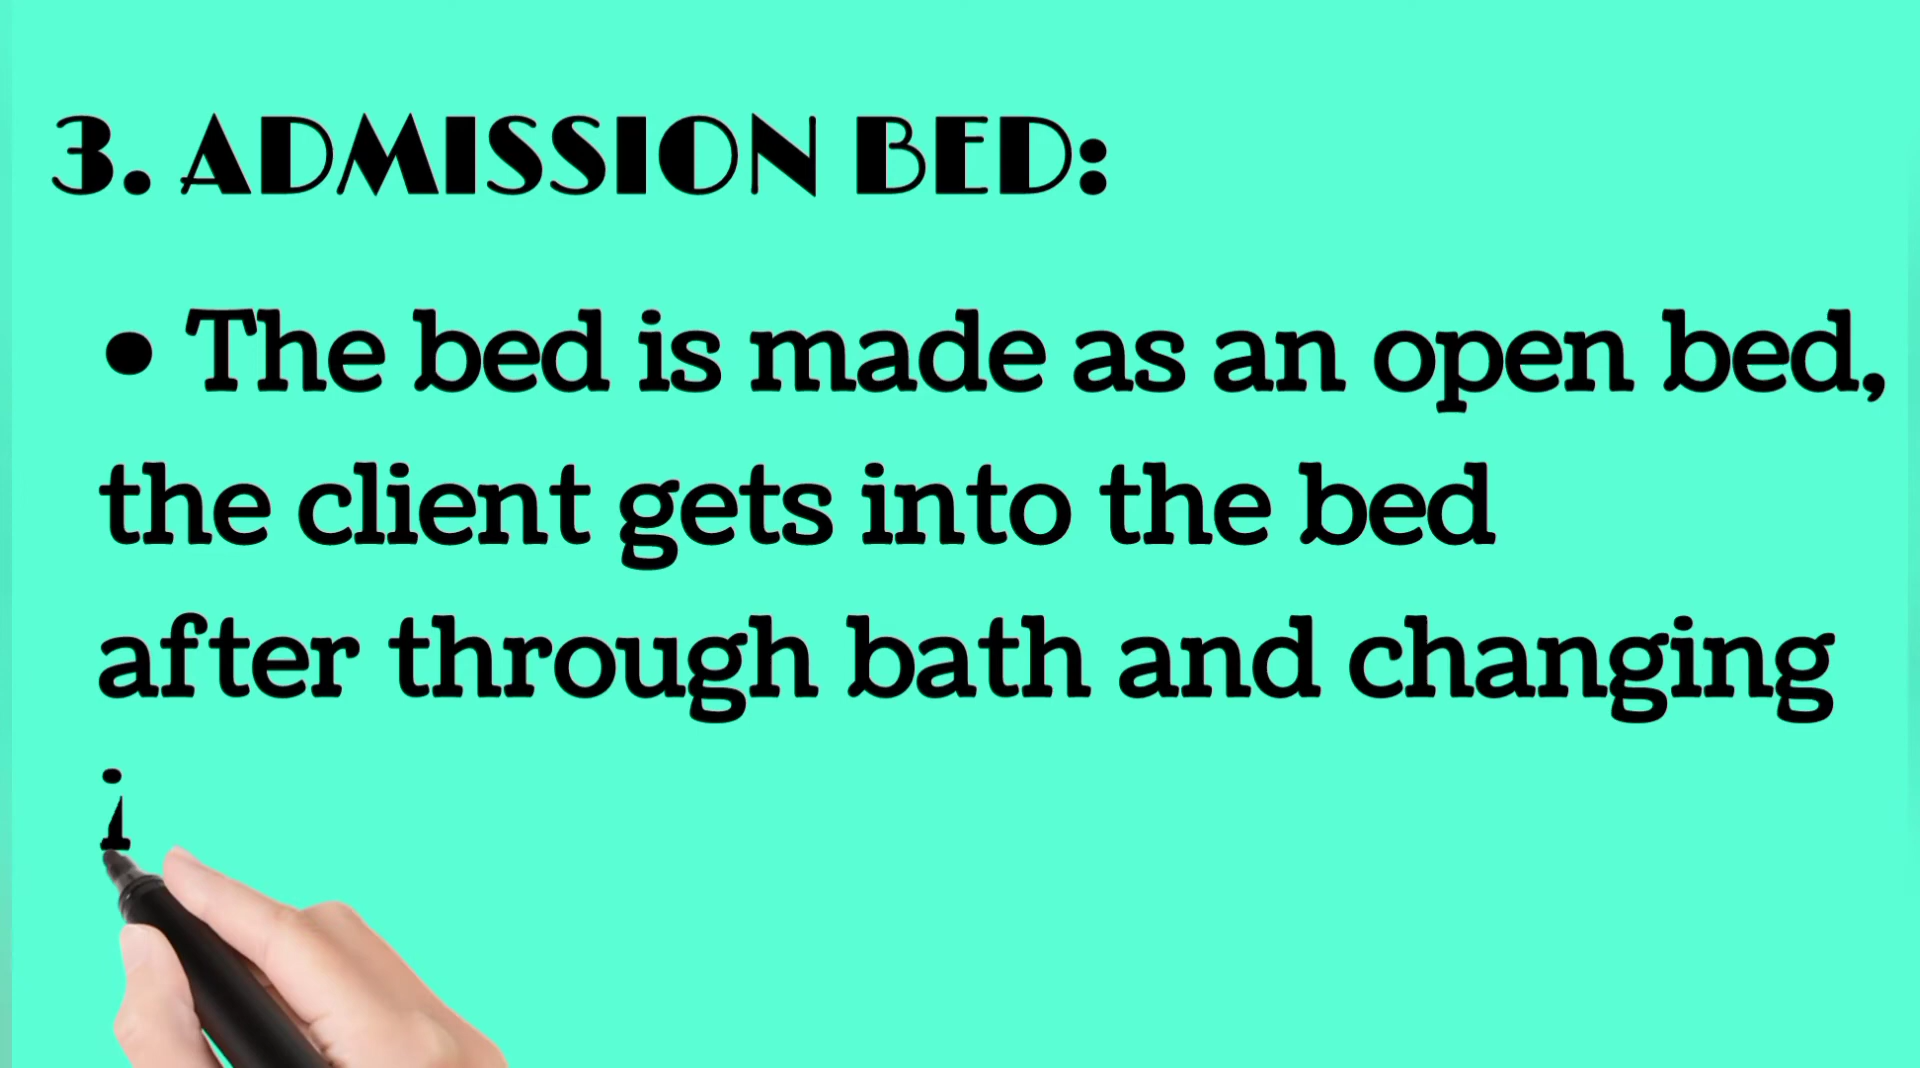 3. ADMISSION BED:
• The bed is made as an open bed,
the client gets into the bed
after through bath and changing
i